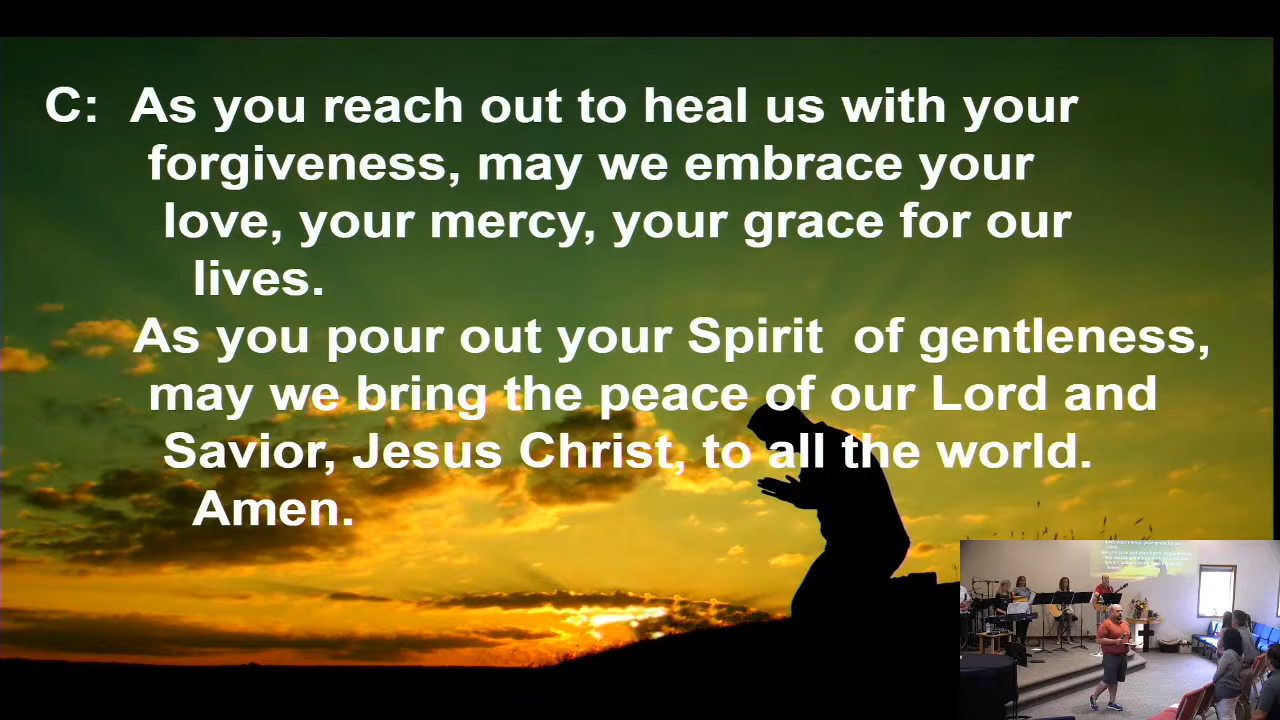 C: As you reach out to heal us with your
forgiveness, may we embrace your
love, your mercy, your grace for our
lives.
As you pour out your Spirit of gentleness,
may we bring the peace of our Lord and
Savior, Jesus Christ, to all the world.
Amen.